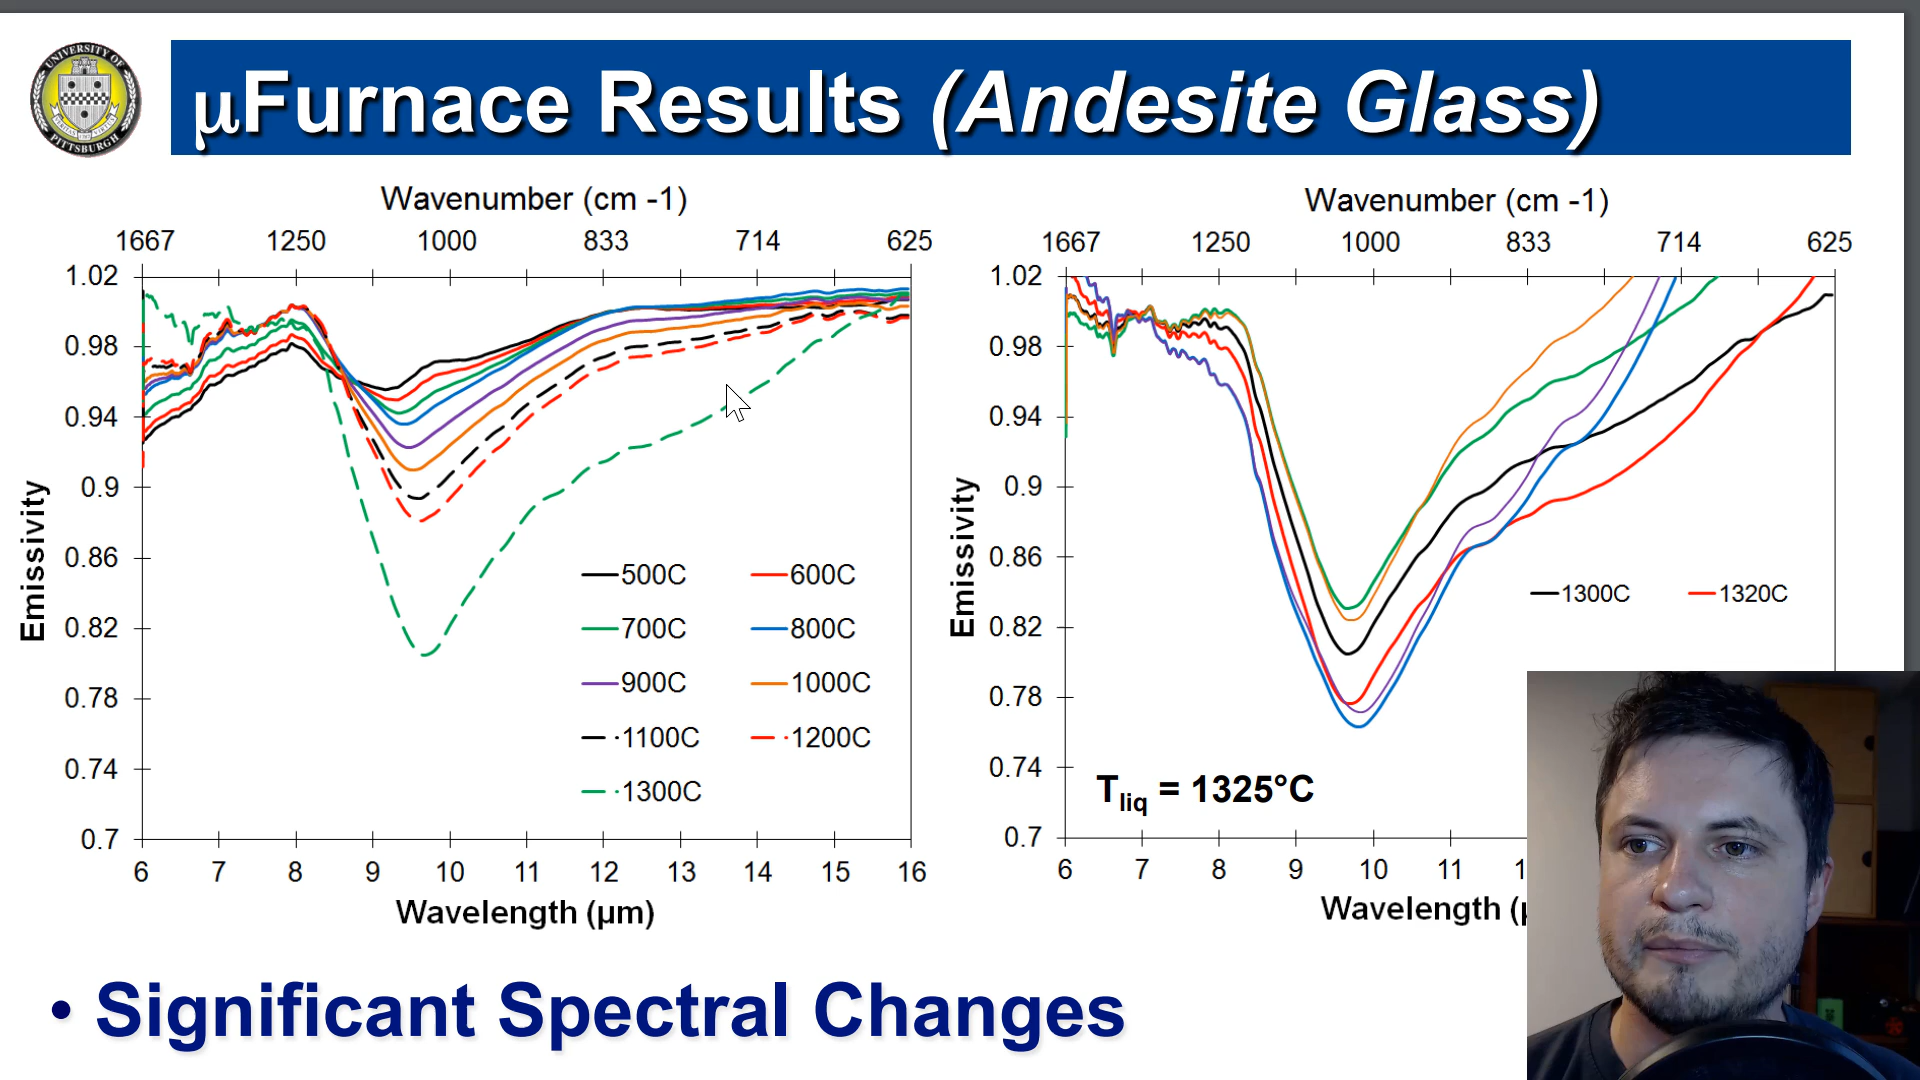 UNIVERSITY OF
PITTSBURGH
μFurnace Results (Andesite Glass)
Wavenumber (cm -1)
1667 1250 1000 833 714 625
1.02
0.98
0.94
0.9
0.86
0.82
0.78
0.74
0.7
Emissivity
500C 600C
700C 800C
900C 1000C
1100C 1200C
1300C
6 7 8 9 10 11 12 13 14 15 16
Wavelength (μm)
Wavenumber (cm -1)
1667 1250 1000 833 714 625
1.02
0.98
0.94
0.9
0.86
0.82
0.78
0.74
0.7
Emissivity
1300C 1320C
Tliq = 1325°C
6 7 8 9 10 11
Wavelength (
• Significant Spectral Changes